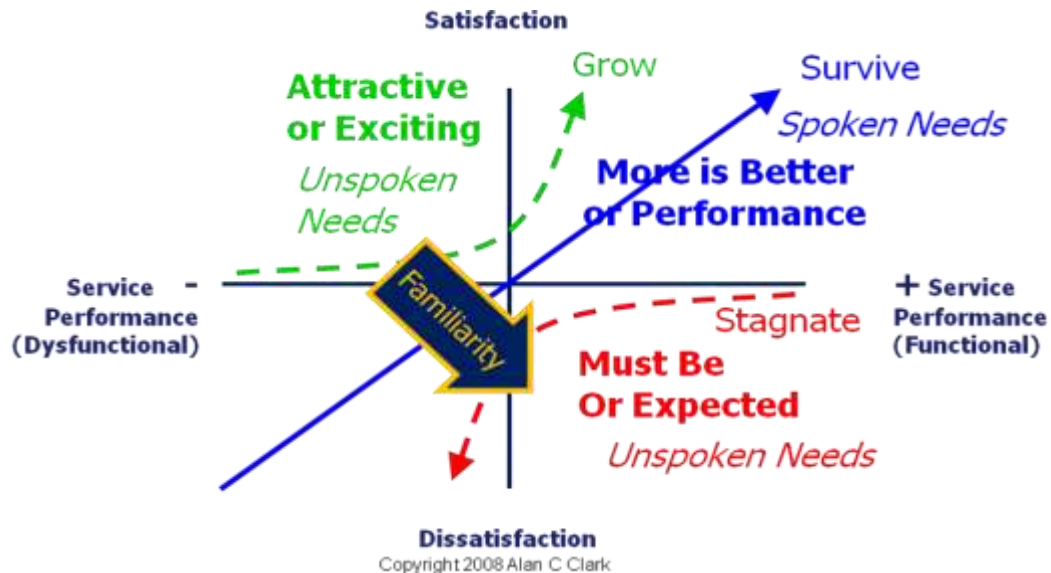 Satisfaction
Grow
Survive
Attractive
or Exciting
Spoken Needs
Unspoken
Needs
More is Better
or Performance
Familiarity
Service -
Performance
(Dysfunctional)
+ Service
Performance
(Functional)
Stagnate
Must Be
Or Expected
Unspoken Needs
Dissatisfaction
Copyright 2008 Alan C Clark